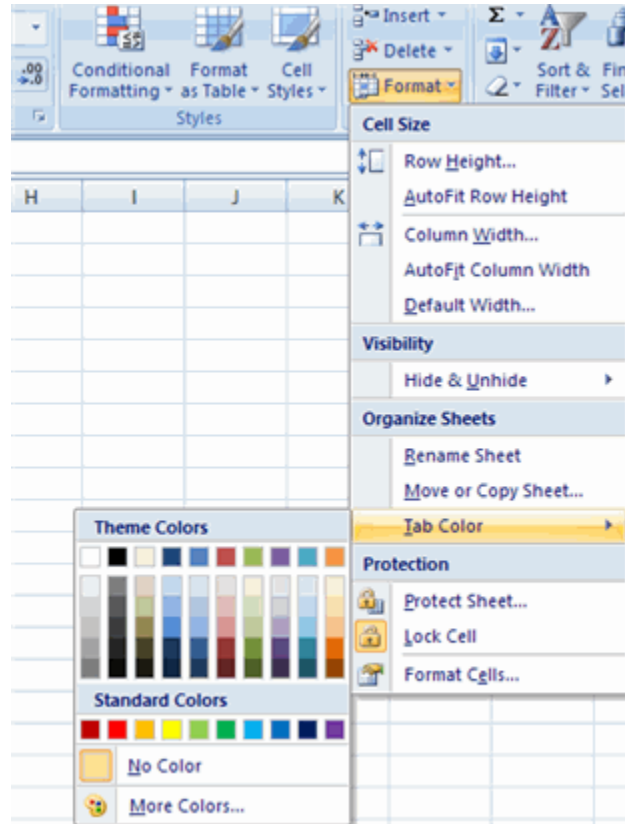 Insert
Σ
Delete
.00
.0
Conditional
Formatting
Format
as Table
Cell
Styles
Format
Sort &
Filter
Styles
Cell Size
Row Height...
AutoFit Row Height
Column Width...
AutoFit Column Width
Default Width...
Visibility
Hide & Unhide
Organize Sheets
Rename Sheet
Move or Copy Sheet...
Tab Color
Protection
Protect Sheet...
Lock Cell
Format Cells...
H I J K
Theme Colors
Standard Colors
No Color
More Colors...